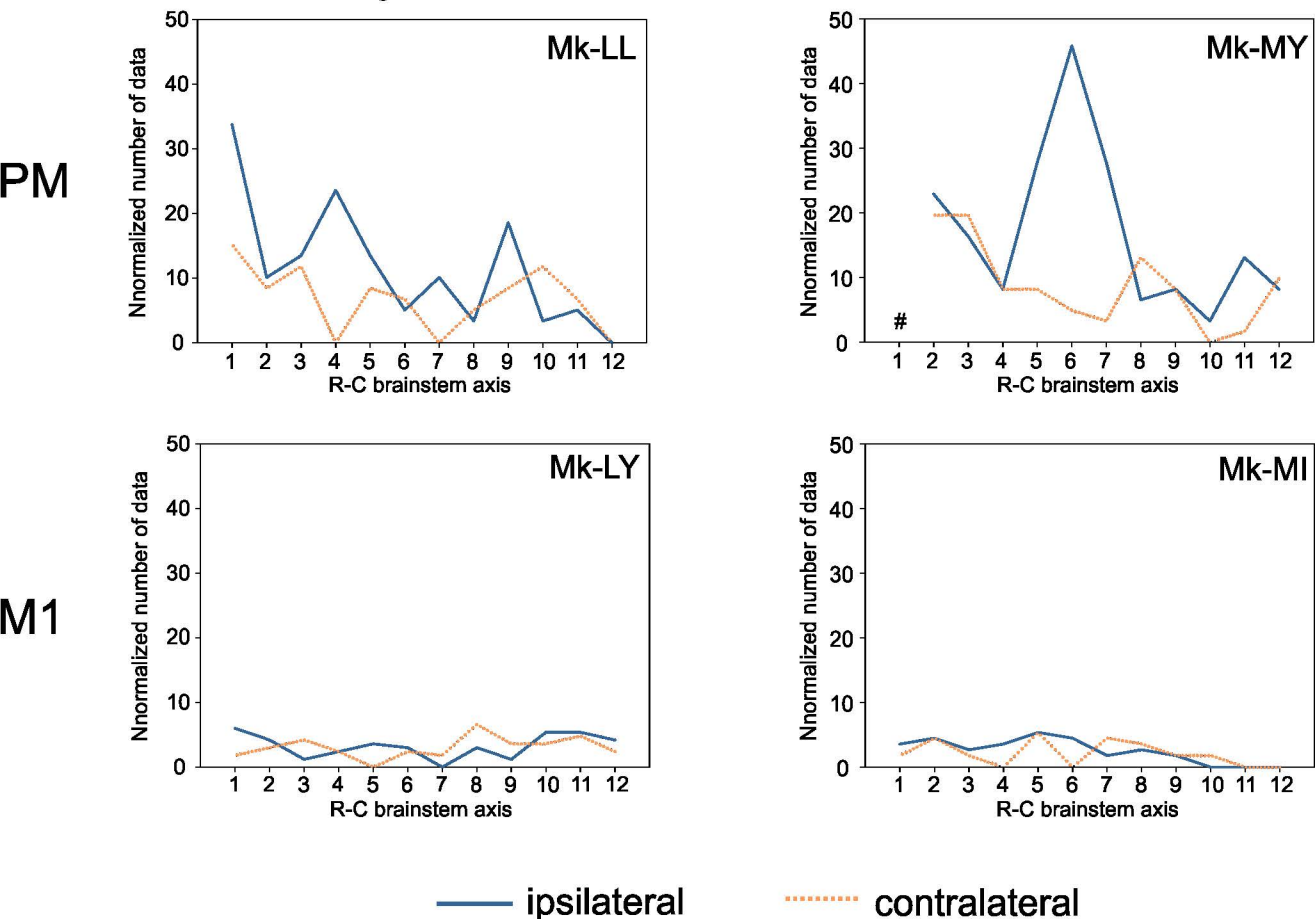 PM
Mk-LL
Nnormalized number of data
50
40
30
20
10
0
1 2 3 4 5 6 7 8 9 10 11 12
R-C brainstem axis
Mk-MY
Nnormalized number of data
50
40
30
20
10
0
#
1 2 3 4 5 6 7 8 9 10 11 12
R-C brainstem axis
M1
Mk-LY
Nnormalized number of data
50
40
30
20
10
0
1 2 3 4 5 6 7 8 9 10 11 12
R-C brainstem axis
Mk-MI
Nnormalized number of data
50
40
30
20
10
0
1 2 3 4 5 6 7 8 9 10 11 12
R-C brainstem axis
ipsilateral contralateral